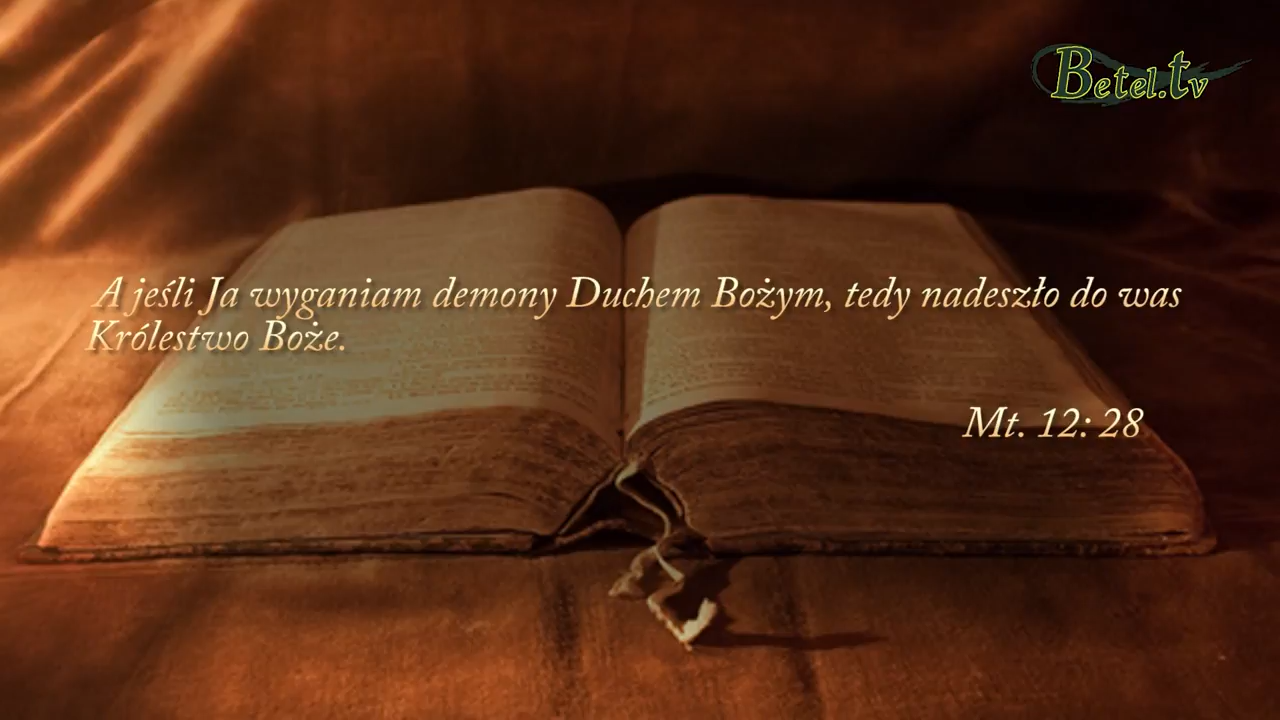 Betel.tv
A jeśli Ja wyganiam demony Duchem Bożym, tedy nadeszło do was
Królestwo Boże.
Mt. 12: 28